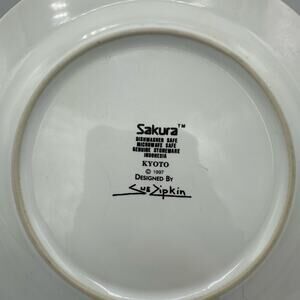 Sakura™
DISHWASHER SAFE
MICROWAVE SAFE
GENUINE STONEWARE
INDONESIA
KYOTO
© 1997
DESIGNED BY
Sue Zipkin